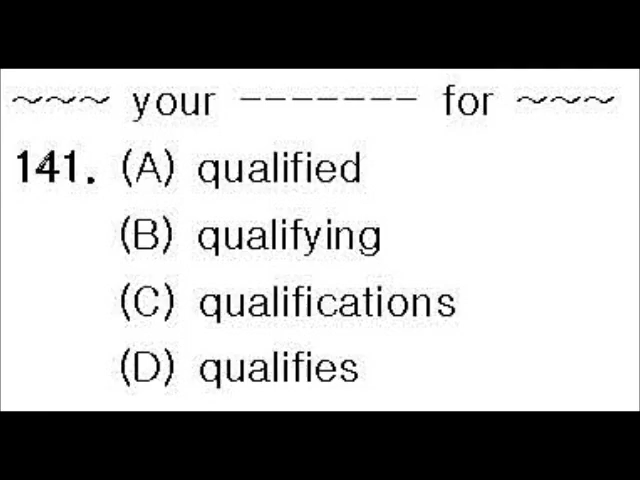 ~~~ your ------- for ~~~
141. (A) qualified
(B) qualifying
(C) qualifications
(D) qualifies